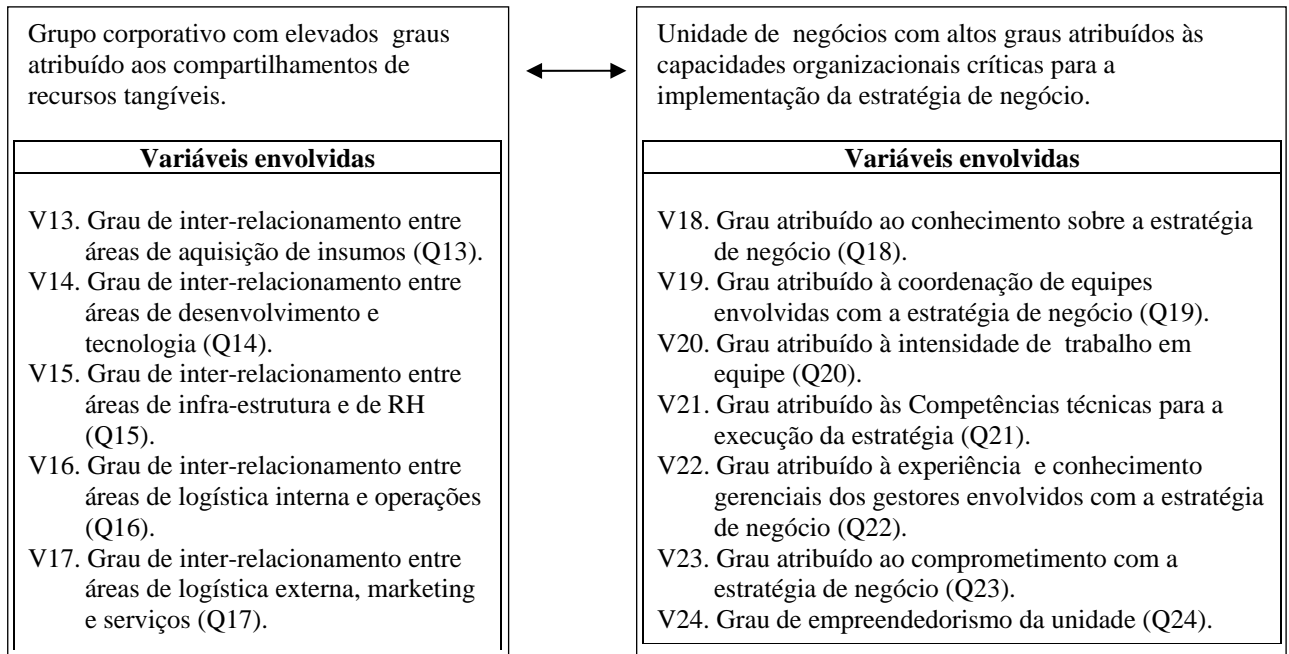 Grupo corporativo com elevados graus
atribuído aos compartilhamentos de
recursos tangíveis.
Variáveis envolvidas
V13. Grau de inter-relacionamento entre
áreas de aquisição de insumos (Q13).
V14. Grau de inter-relacionamento entre
áreas de desenvolvimento e
tecnologia (Q14).
V15. Grau de inter-relacionamento entre
áreas de infra-estrutura e de RH
(Q15).
V16. Grau de inter-relacionamento entre
áreas de logística interna e operações
(Q16).
V17. Grau de inter-relacionamento entre
áreas de logística externa, marketing
e serviços (Q17).
Unidade de negócios com altos graus atribuídos às
capacidades organizacionais críticas para a
implementação da estratégia de negócio.
Variáveis envolvidas
V18. Grau atribuído ao conhecimento sobre a estratégia
de negócio (Q18).
V19. Grau atribuído à coordenação de equipes
envolvidas com a estratégia de negócio (Q19).
V20. Grau atribuído à intensidade de trabalho em
equipe (Q20).
V21. Grau atribuído às Competências técnicas para a
execução da estratégia (Q21).
V22. Grau atribuído à experiência e conhecimento
gerenciais dos gestores envolvidos com a estratégia
de negócio (Q22).
V23. Grau atribuído ao comprometimento com a
estratégia de negócio (Q23).
V24. Grau de empreendedorismo da unidade (Q24).